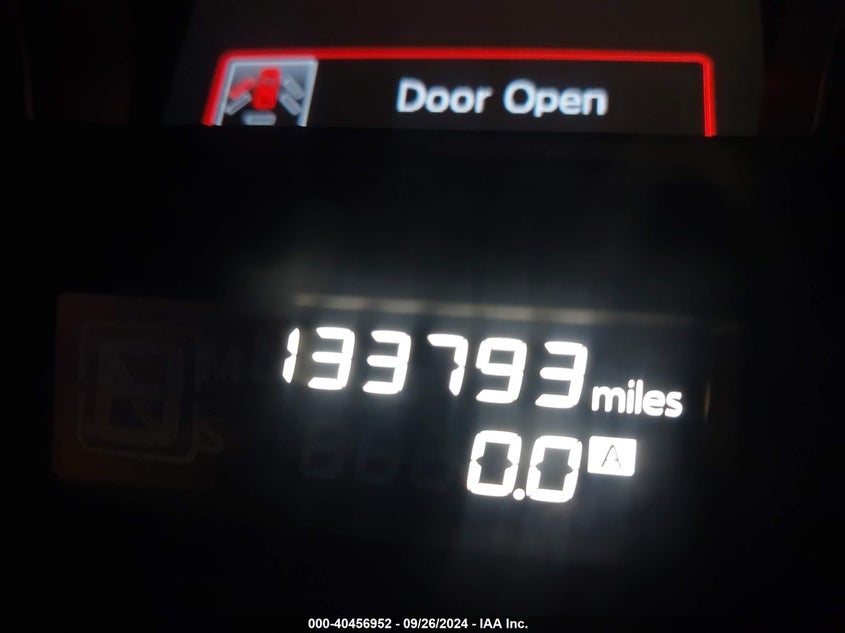 Door Open
133793 miles
0.0 A
000-40456952 - 09/26/2024 - IAA Inc.